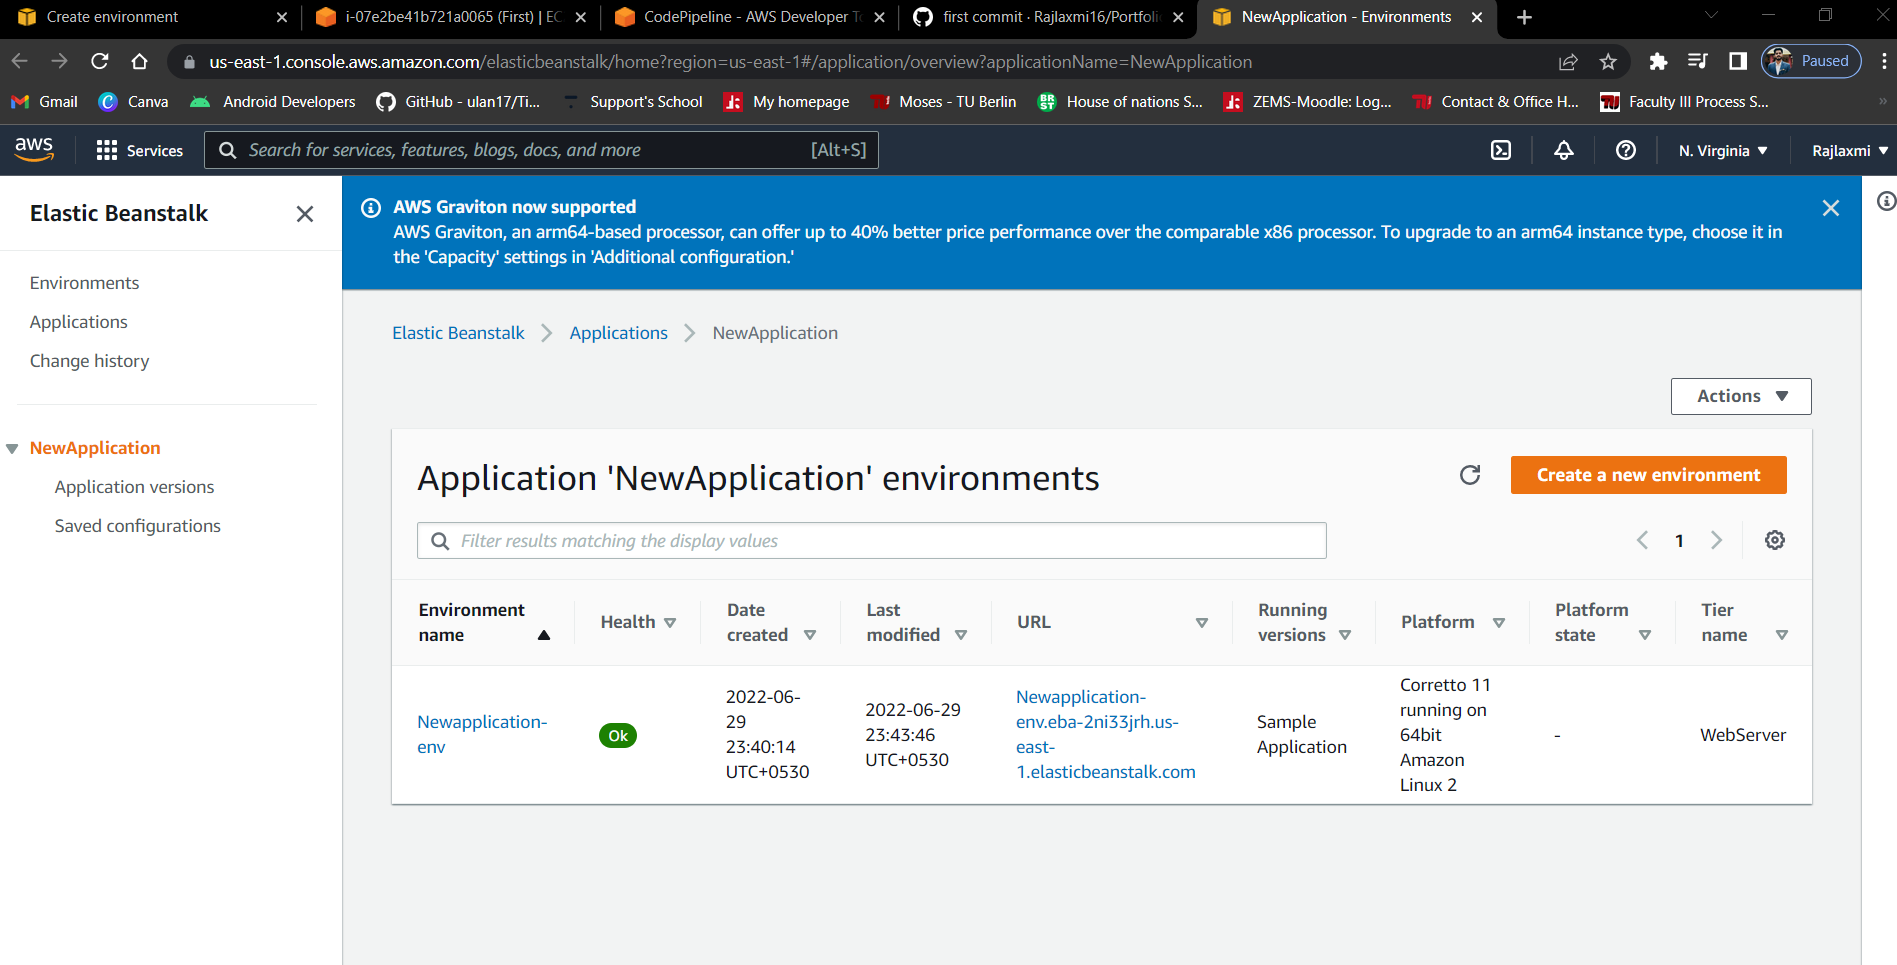 Create environment
i-07e2be41b721a0065 (First) | EC
CodePipeline - AWS Developer To
first commit · Rajlaxmi16/Portfoli
NewApplication - Environments
us-east-1.console.aws.amazon.com/elasticbeanstalk/home?region=us-east-1#/application/overview?applicationName=NewApplication
Paused
Gmail
Canva
Android Developers
GitHub - ulan17/Ti...
Support's School
My homepage
Moses - TU Berlin
House of nations S...
ZEMS-Moodle: Log...
Contact & Office H...
Faculty III Process S...
aws
Services
Search for services, features, blogs, docs, and more
[Alt+S]
N. Virginia
Rajlaxmi
Elastic Beanstalk
Environments
Applications
Change history
NewApplication
Application versions
Saved configurations
AWS Graviton now supported
AWS Graviton, an arm64-based processor, can offer up to 40% better price performance over the comparable x86 processor. To upgrade to an arm64 instance type, choose it in
the 'Capacity' settings in 'Additional configuration.'
Elastic Beanstalk
Applications
NewApplication
Actions
Application 'NewApplication' environments
Create a new environment
Filter results matching the display values
1
Environment
name
Health
Date
created
Last
modified
URL
Running
versions
Platform
Platform
state
Tier
name
Newapplication-
env
Ok
2022-06-
29
23:40:14
UTC+0530
2022-06-29
23:43:46
UTC+0530
Newapplication-
env.eba-2ni33jrh.us-
east-
1.elasticbeanstalk.com
Sample
Application
Corretto 11
running on
64bit
Amazon
Linux 2
-
WebServer